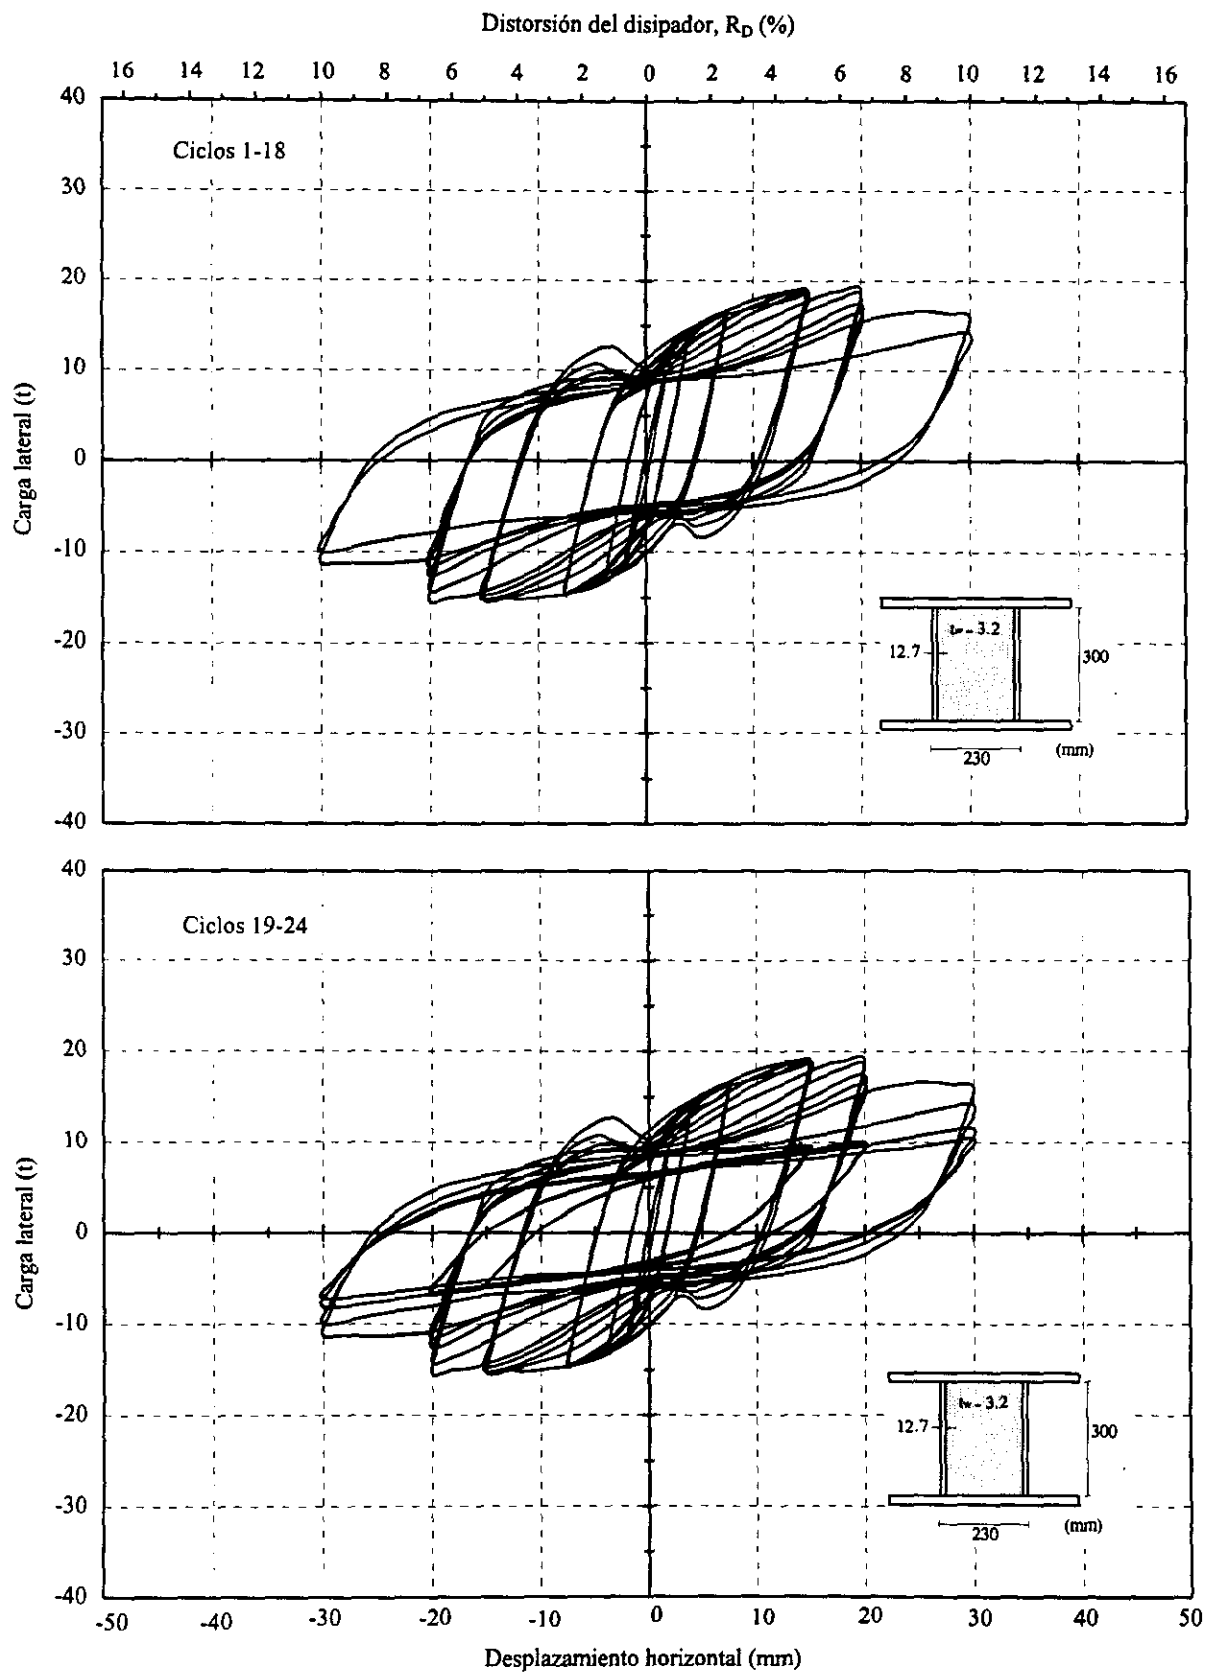 Distorsión del disipador, R_D (%)
16 14 12 10 8 6 4 2 0 2 4 6 8 10 12 14 16
40
Ciclos 1-18
30
20
10
Carga lateral (t)
0
-10
tw = 3.2
12.7
300
-20
-30
230
(mm)
-40
40
Ciclos 19-24
30
20
10
Carga lateral (t)
0
-10
tw = 3.2
12.7
300
-20
-30
230
(mm)
-40
-50 -40 -30 -20 -10 0 10 20 30 40 50
Desplazamiento horizontal (mm)